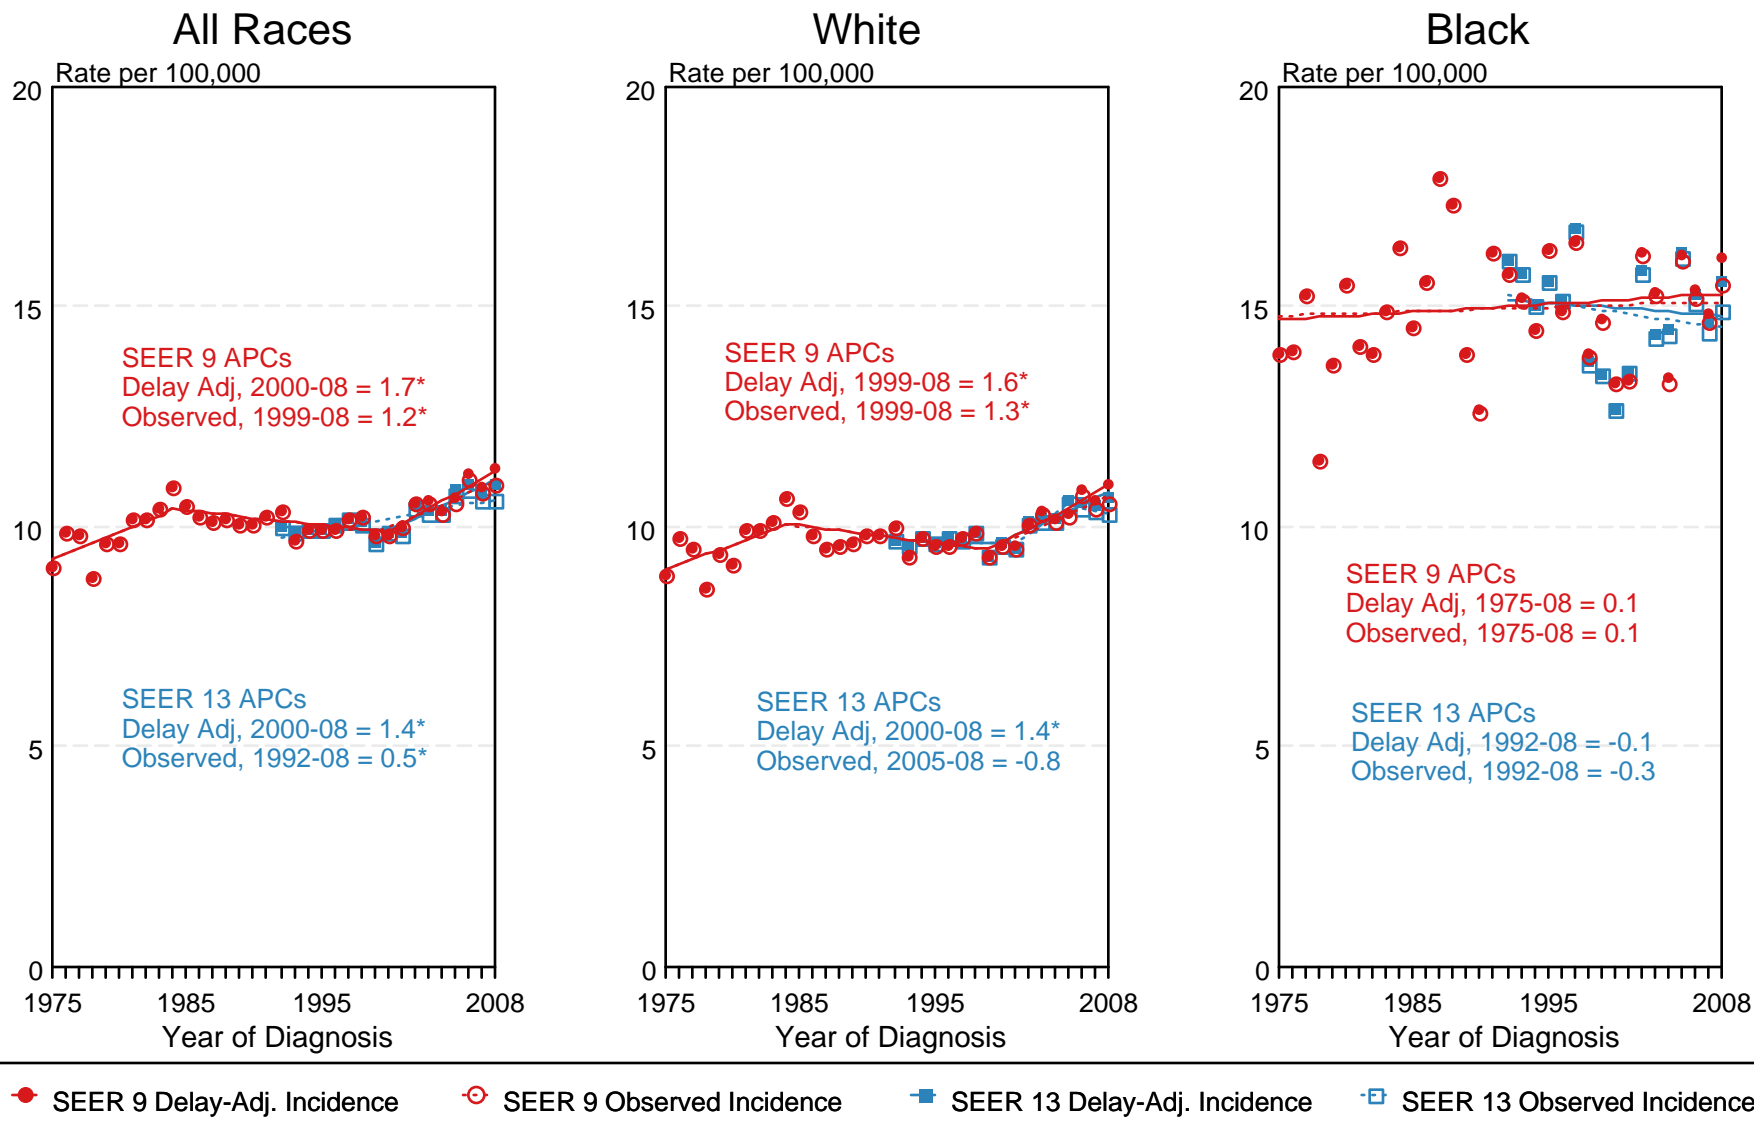 All Races
Rate per 100,000
20
15
10
5
0
SEER 9 APCs
Delay Adj, 2000-08 = 1.7*
Observed, 1999-08 = 1.2*
SEER 13 APCs
Delay Adj, 2000-08 = 1.4*
Observed, 1992-08 = 0.5*
1975 1985 1995 2008
Year of Diagnosis
White
Rate per 100,000
20
15
10
5
0
SEER 9 APCs
Delay Adj, 1999-08 = 1.6*
Observed, 1999-08 = 1.3*
SEER 13 APCs
Delay Adj, 2000-08 = 1.4*
Observed, 2005-08 = -0.8
1975 1985 1995 2008
Year of Diagnosis
Black
Rate per 100,000
20
15
10
5
0
SEER 9 APCs
Delay Adj, 1975-08 = 0.1
Observed, 1975-08 = 0.1
SEER 13 APCs
Delay Adj, 1992-08 = -0.1
Observed, 1992-08 = -0.3
1975 1985 1995 2008
Year of Diagnosis
SEER 9 Delay-Adj. Incidence SEER 9 Observed Incidence SEER 13 Delay-Adj. Incidence SEER 13 Observed Incidence